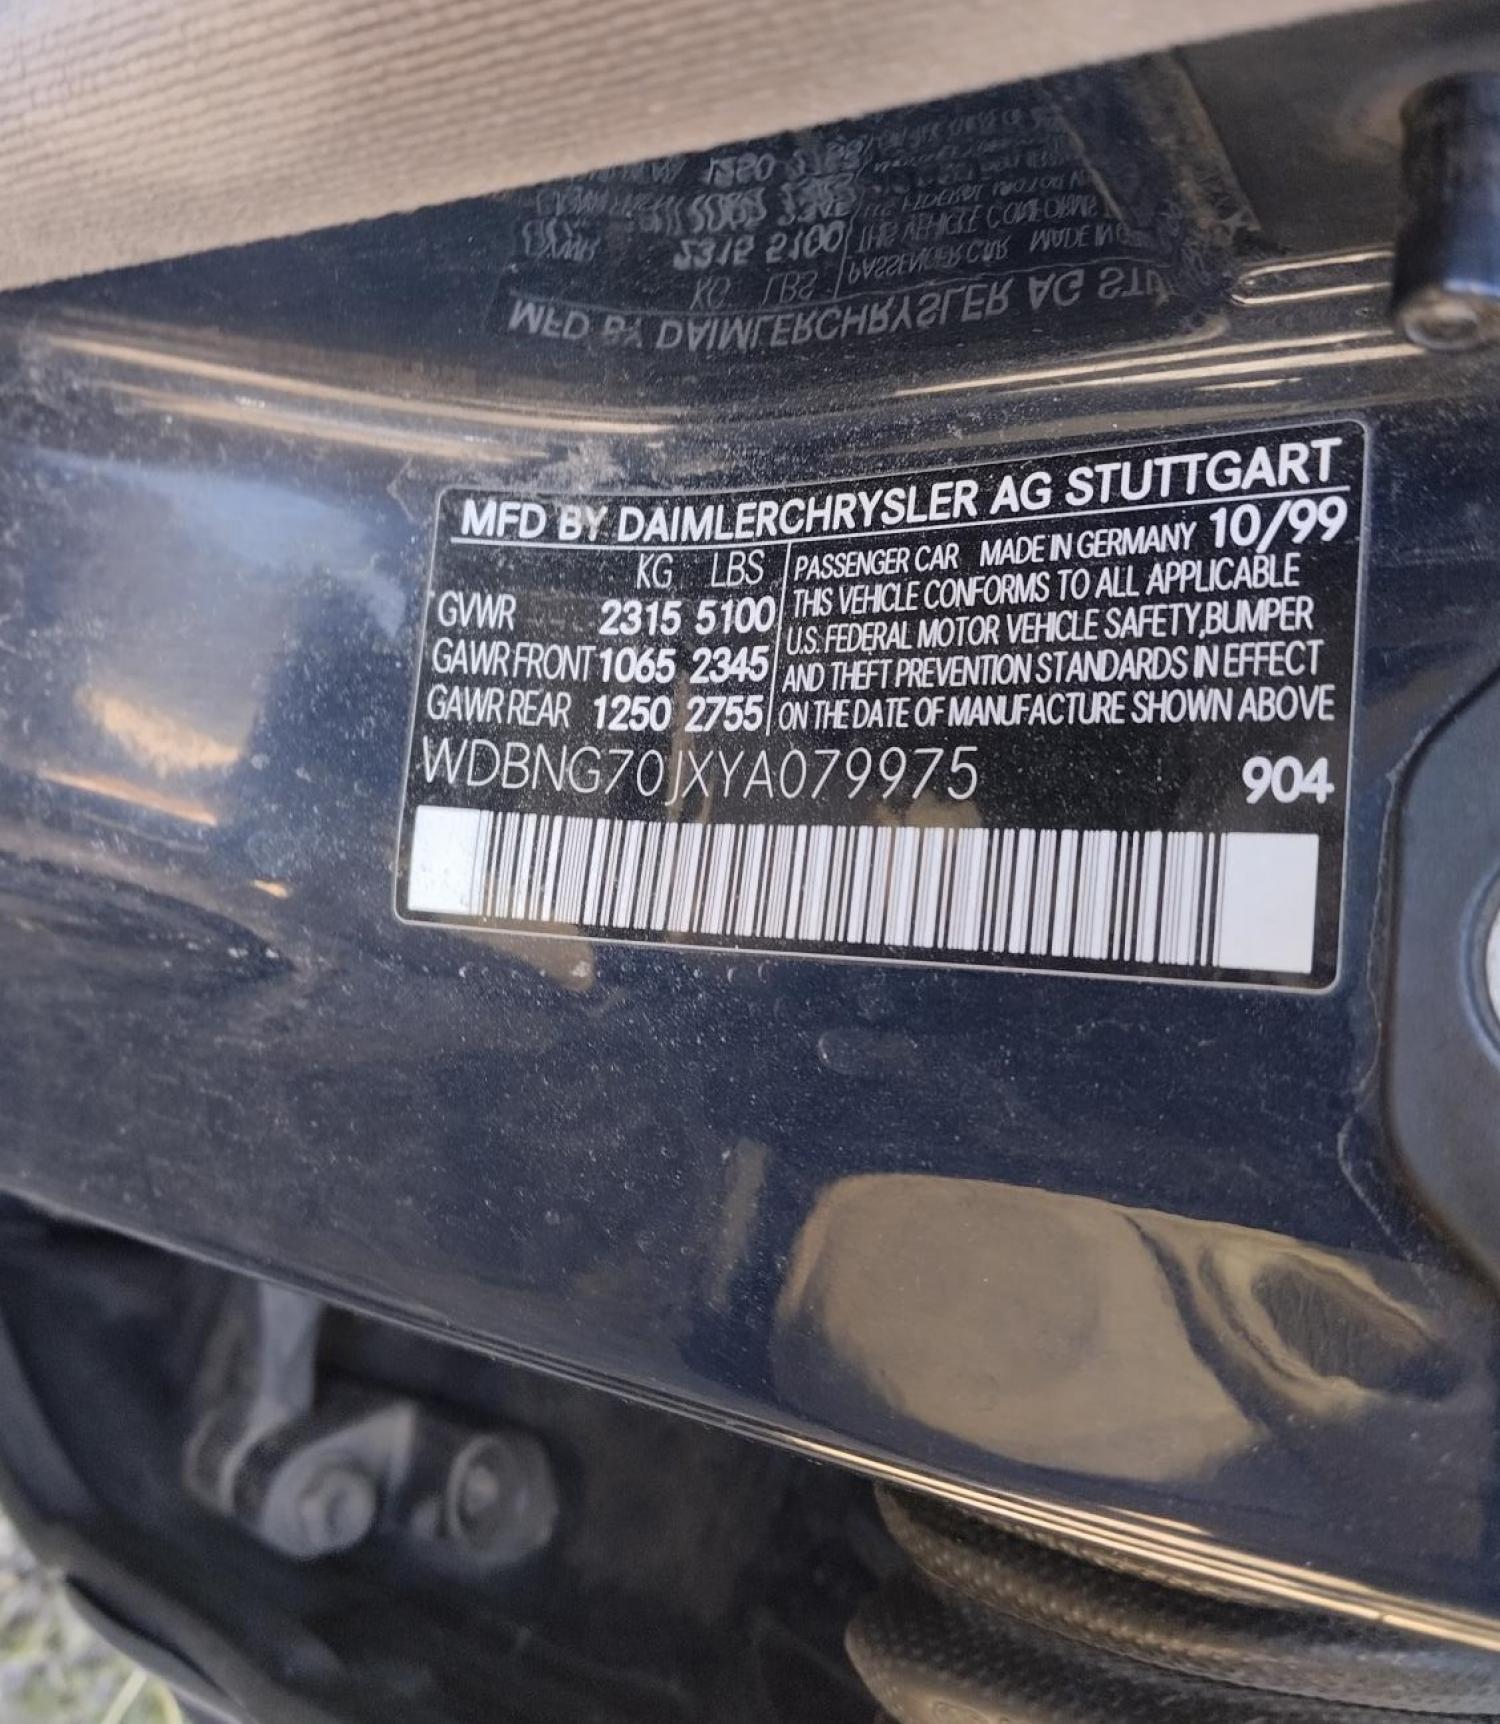 MFD BY DAIMLERCHRYSLER AG STUTTGART
KG LBS
GVWR 2315 5100
GAWR FRONT 1065 2345
GAWR REAR 1250 2755
PASSENGER CAR MADE IN GERMANY 10/99
THIS VEHICLE CONFORMS TO ALL APPLICABLE
U.S. FEDERAL MOTOR VEHICLE SAFETY, BUMPER
AND THEFT PREVENTION STANDARDS IN EFFECT
ON THE DATE OF MANUFACTURE SHOWN ABOVE
WDBNG70JXYA079975 904